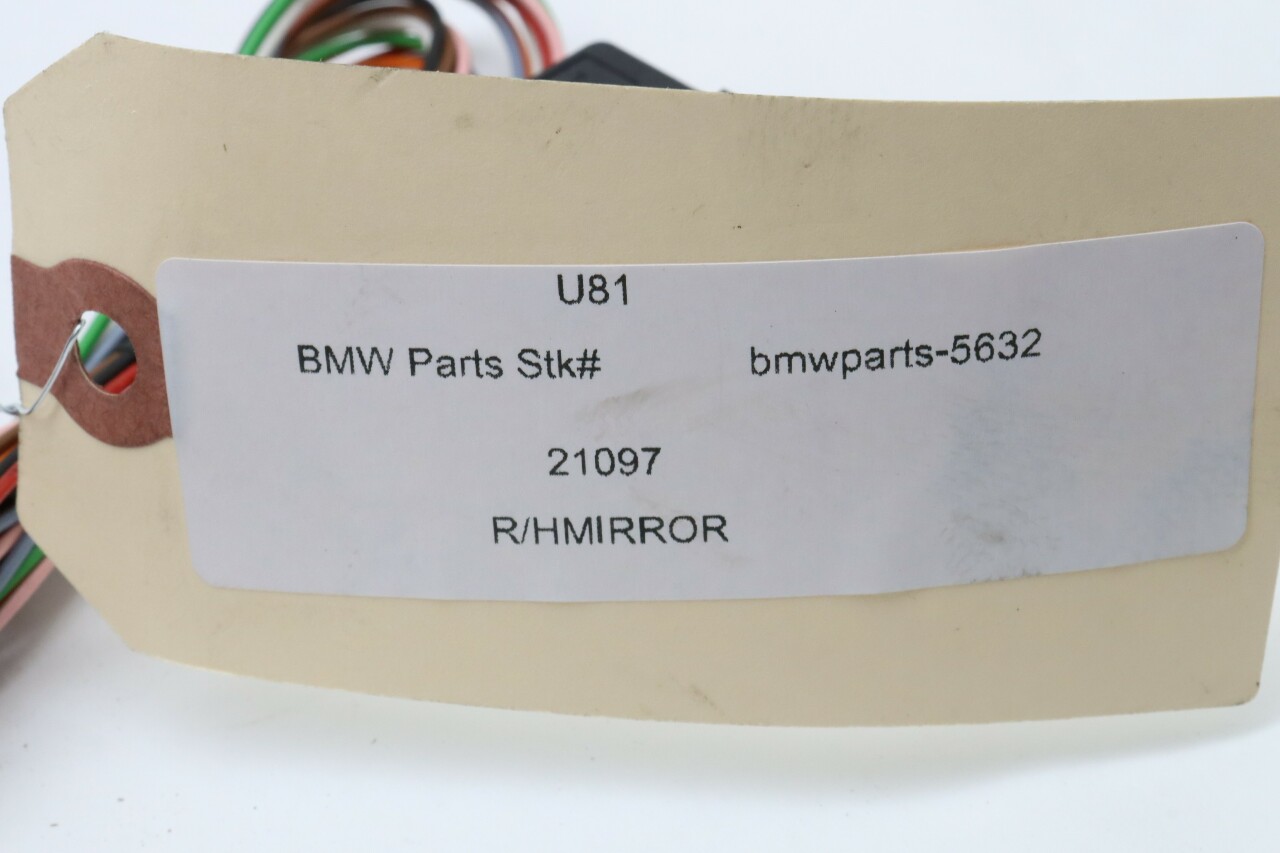 U81
BMW Parts Stk# bmwparts-5632
21097
R/HMIRROR